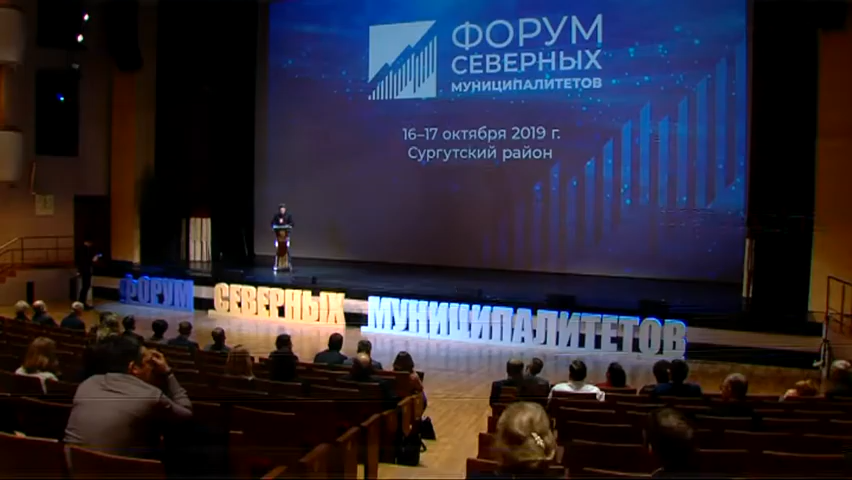 ФОРУМ
СЕВЕРНЫХ
МУНИЦИПАЛИТЕТОВ
16–17 октября 2019 г.
Сургутский район
ФОРУМ СЕВЕРНЫХ МУНИЦИПАЛИТЕТОВ